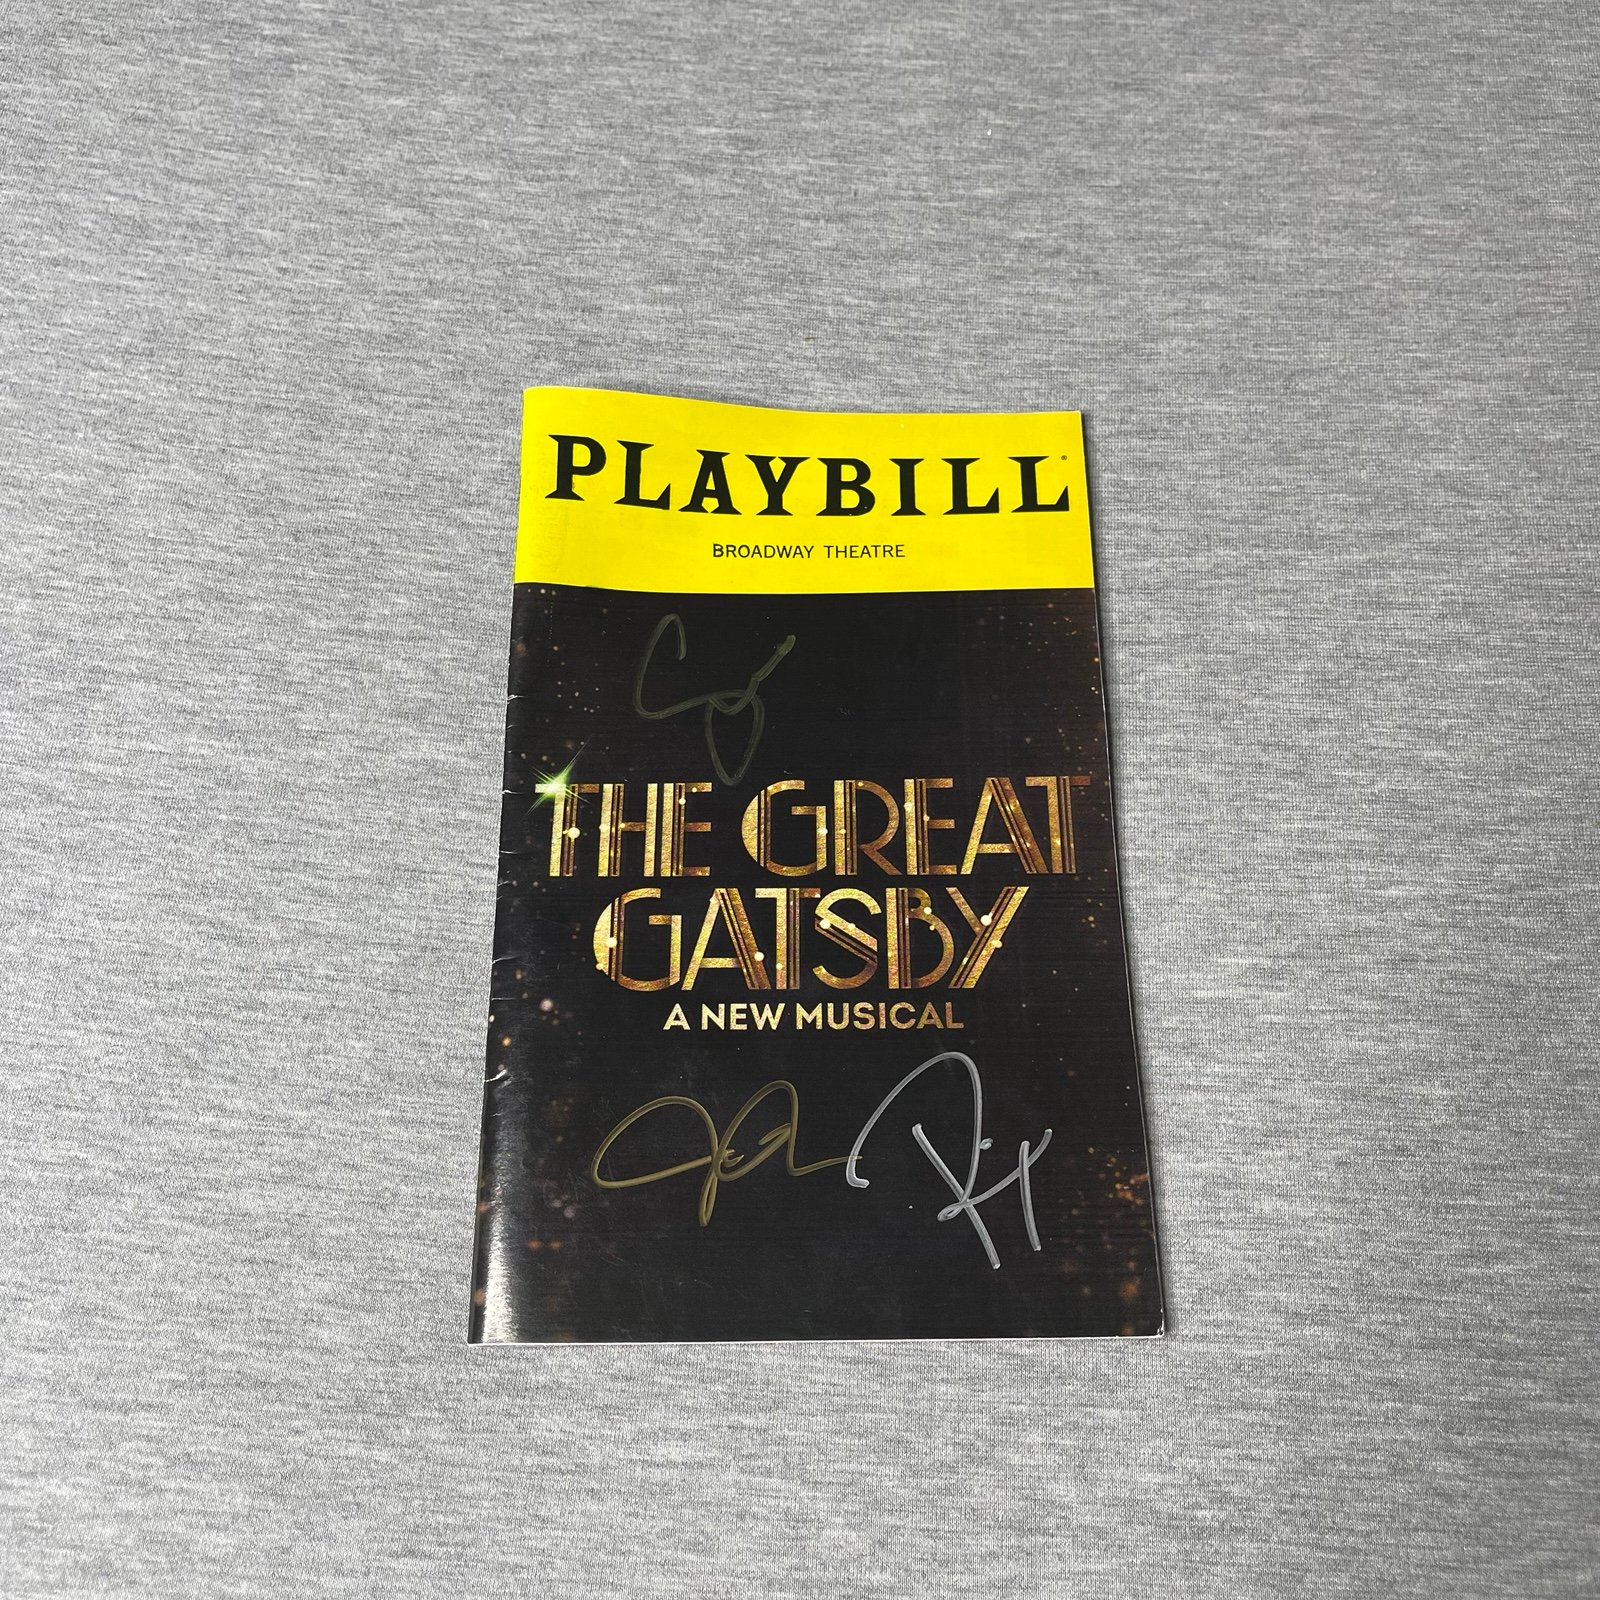 PLAYBILL®
BROADWAY THEATRE
THE GREAT
GATSBY
A NEW MUSICAL